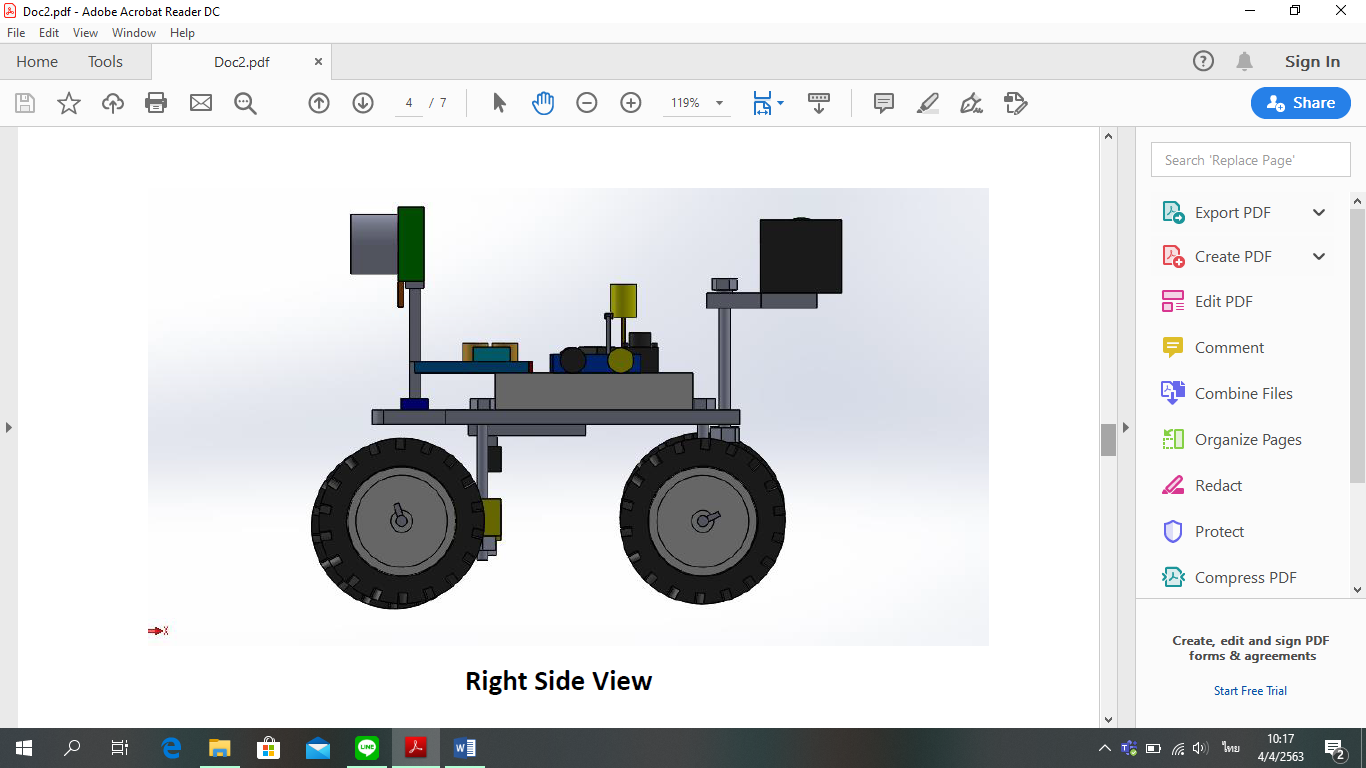 Doc2.pdf - Adobe Acrobat Reader DC
File Edit View Window Help
Home Tools Doc2.pdf Sign In
4 / 7 119% Share
Search 'Replace Page'
Export PDF
Create PDF
Edit PDF
Comment
Combine Files
Organize Pages
Redact
Protect
Compress PDF
Create, edit and sign PDF
forms & agreements
Start Free Trial
X
Right Side View
LINE
ไทย
10:17
4/4/2563
2